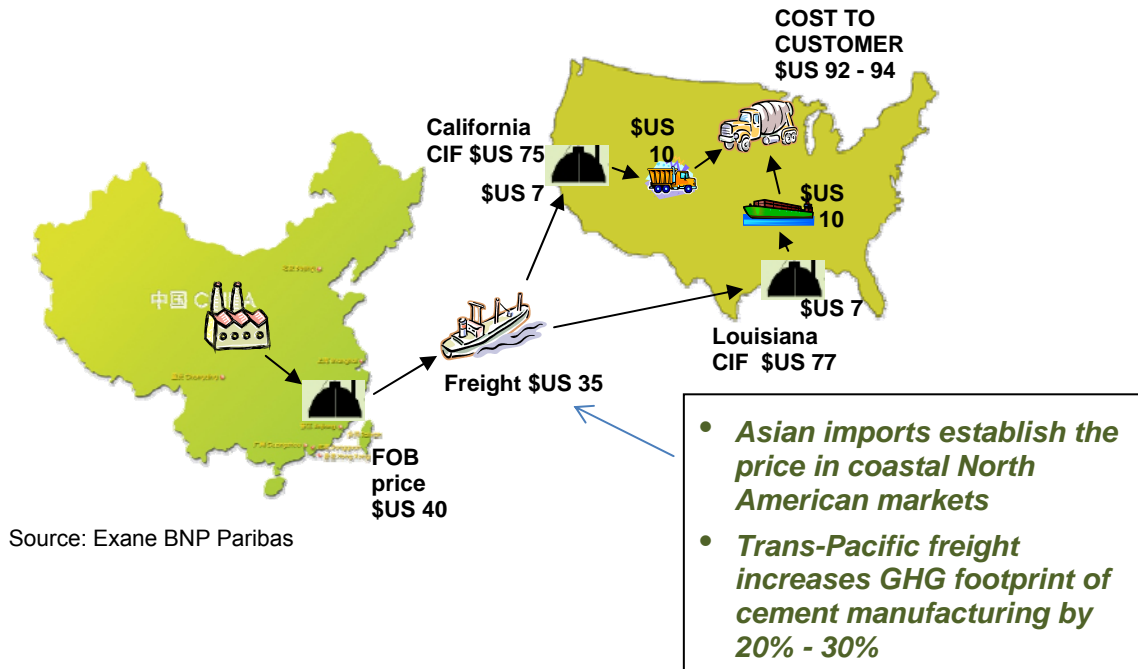 COST TO
CUSTOMER
$US 92 - 94
California
CIF $US 75
$US 7
$US
10
$US
10
$US 7
Louisiana
CIF $US 77
中国 CHINA
Freight $US 35
FOB
price
$US 40
Source: Exane BNP Paribas
• Asian imports establish the
price in coastal North
American markets
• Trans-Pacific freight
increases GHG footprint of
cement manufacturing by
20% - 30%